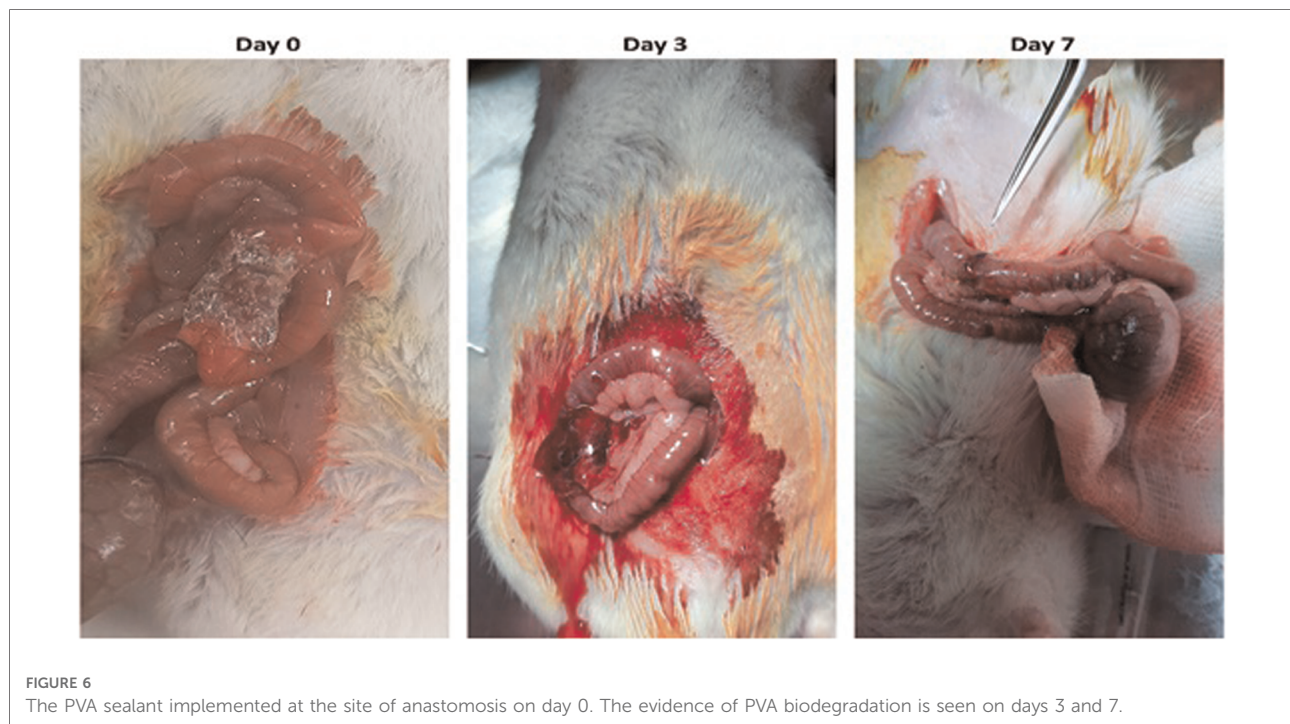 Day 0
Day 3
Day 7
FIGURE 6
The PVA sealant implemented at the site of anastomosis on day 0. The evidence of PVA biodegradation is seen on days 3 and 7.